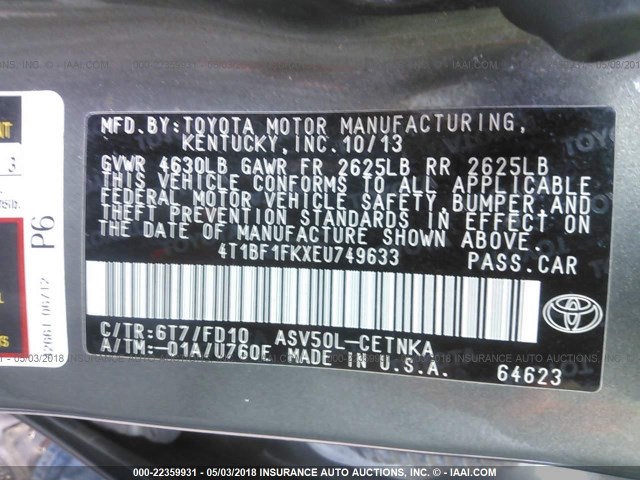 MFD.BY:TOYOTA MOTOR MANUFACTURING,
KENTUCKY, INC. 10/13
GVWR 4630LB GAWR FR 2625LB RR 2625LB
THIS VEHICLE CONFORMS TO ALL APPLICABLE
FEDERAL MOTOR VEHICLE SAFETY, BUMPER, AND
THEFT PREVENTION STANDARDS IN EFFECT ON
THE DATE OF MANUFACTURE SHOWN ABOVE.
4T1BF1FKXEU749633 PASS.CAR
C/TR:6T7/FD10 ASV50L-CETNKA
A/TM:-01A/U760E MADE IN U.S.A.
64623
TOYOTA
3
P6
000-22359931 - 05/03/2018 INSURANCE AUTO AUCTIONS, INC. - © - IAAI.COM